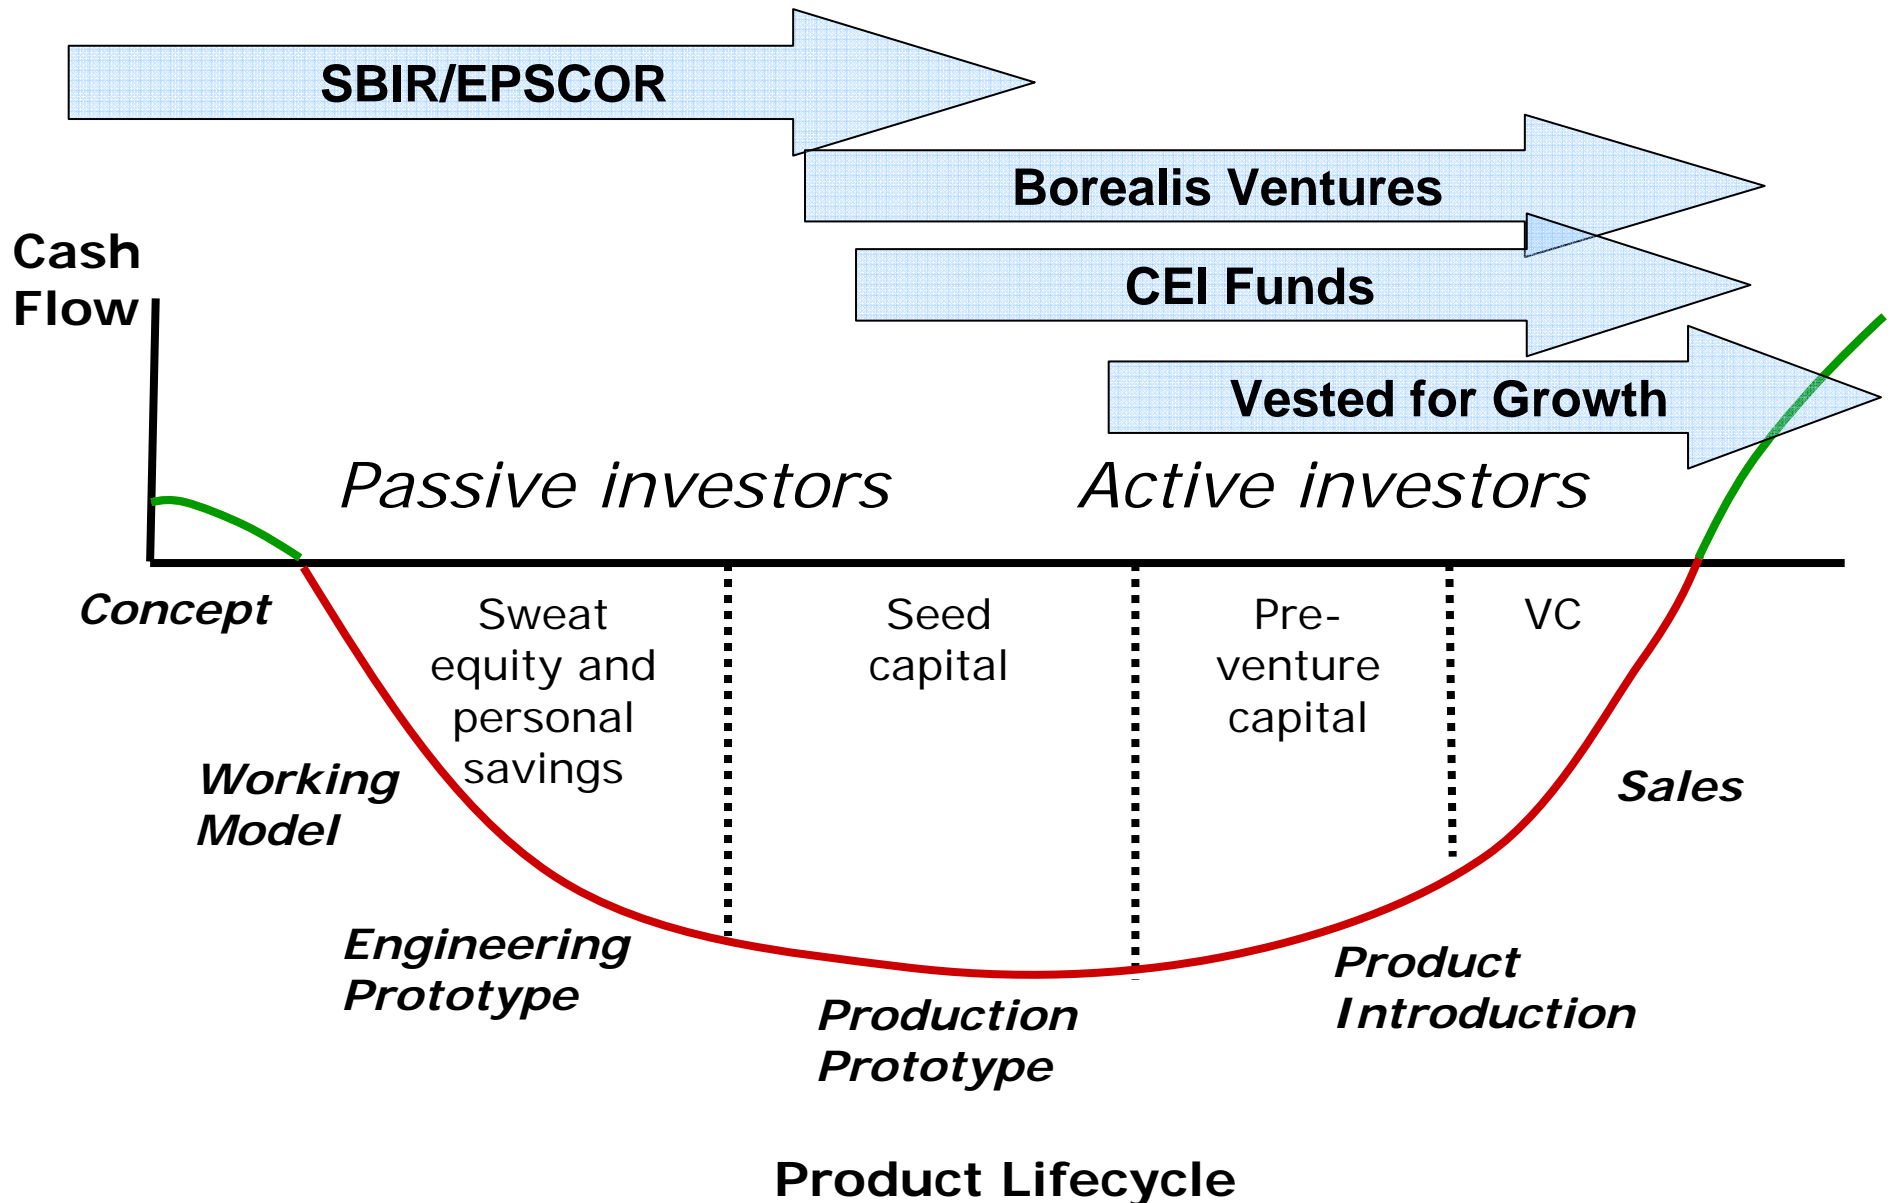 SBIR/EPSCOR
Borealis Ventures
CEI Funds
Vested for Growth
Cash
Flow
Passive investors
Active investors
Concept
Sweat
equity and
personal
savings
Seed
capital
Pre-
venture
capital
VC
Working
Model
Sales
Engineering
Prototype
Production
Prototype
Product
Introduction
Product Lifecycle